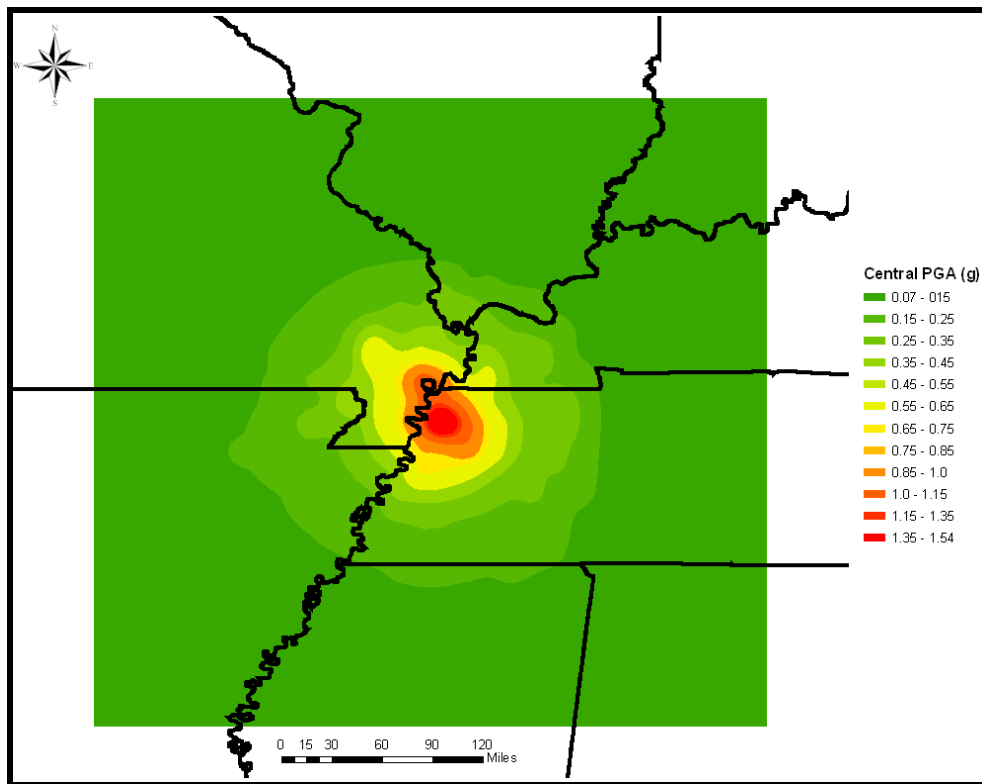 N
W E
S
Central PGA (g)
0.07 - 015
0.15 - 0.25
0.25 - 0.35
0.35 - 0.45
0.45 - 0.55
0.55 - 0.65
0.65 - 0.75
0.75 - 0.85
0.85 - 1.0
1.0 - 1.15
1.15 - 1.35
1.35 - 1.54
0 15 30 60 90 120
Miles